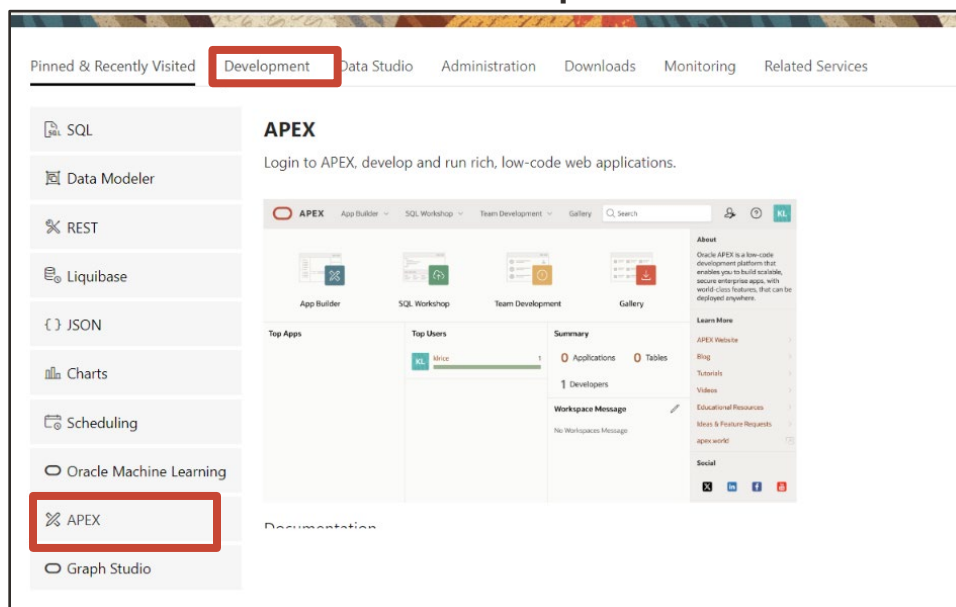 Pinned & Recently Visited Development Data Studio Administration Downloads Monitoring Related Services
SQL
Data Modeler
REST
Liquibase
{} JSON
Charts
Scheduling
Oracle Machine Learning
APEX
Graph Studio
APEX
Login to APEX, develop and run rich, low-code web applications.
APEX App Builder SQL Workshop Team Development Gallery Search KL
App Builder SQL Workshop Team Development Gallery
Top Apps
Top Users
KL klrice 1
Summary
0 Applications 0 Tables
1 Developers
Workspace Message
No Workspaces Message
About
Oracle APEX is a low-code
development platform that
enables you to build scalable,
secure enterprise apps, with
world-class features, that can be
deployed anywhere.
Learn More
APEX Website
Blog
Tutorials
Videos
Educational Resources
Ideas & Feature Requests
apex.world
Social
Documentation